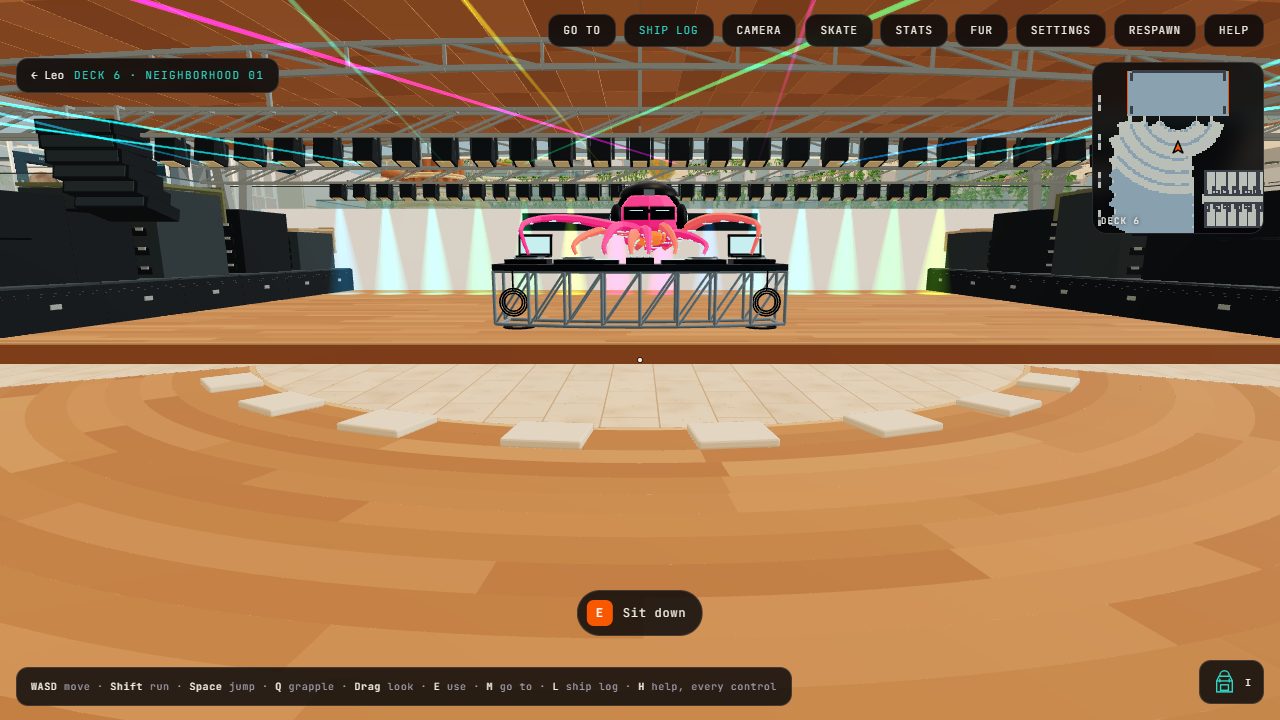 GO TO
SHIP LOG
CAMERA
SKATE
STATS
FUR
SETTINGS
RESPAWN
HELP
← Leo DECK 6 · NEIGHBORHOOD 01
DECK 6
E Sit down
WASD move · Shift run · Space jump · Q grapple · Drag look · E use · M go to · L ship log · H help, every control
I